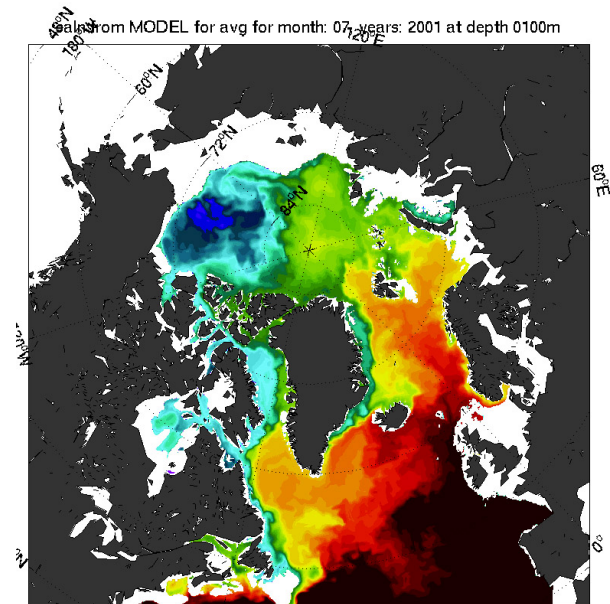 from MODEL for avg for month: 07 years: 2001 at depth 0100m
48°N
180°W
120°E
60°N
72°N
84°N
60°E
0°